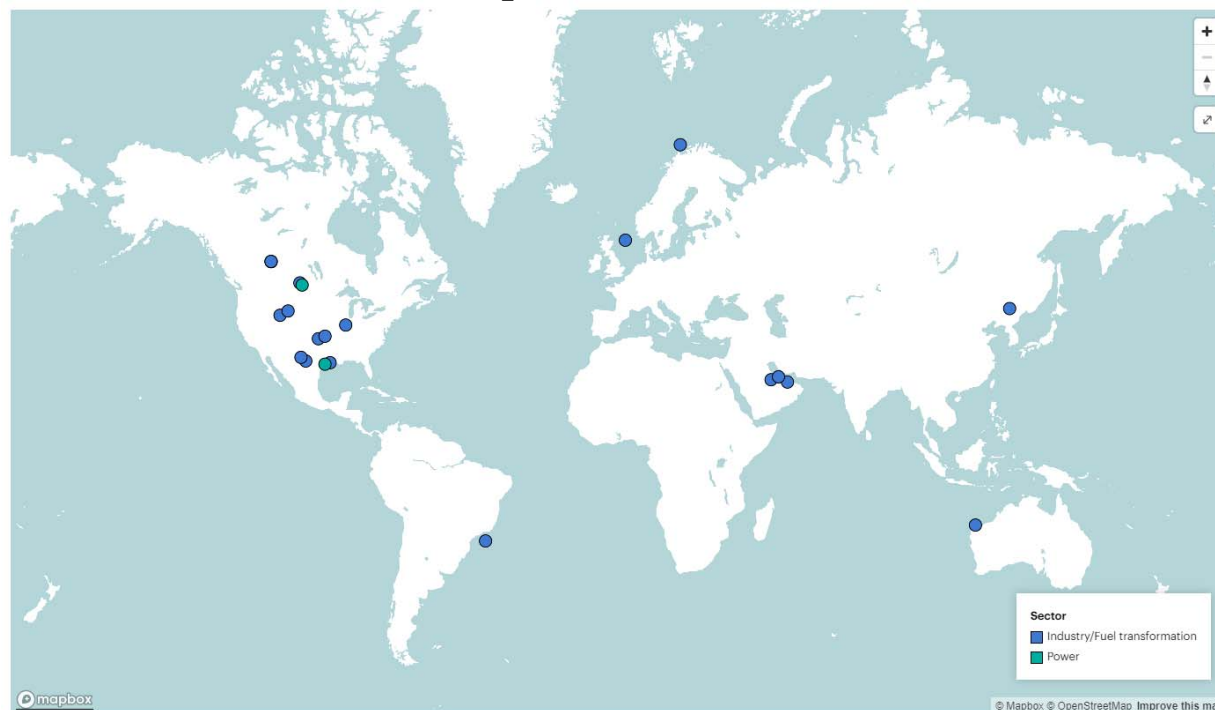 Sector
Industry/Fuel transformation
Power
mapbox
© Mapbox © OpenStreetMap Improve this ma